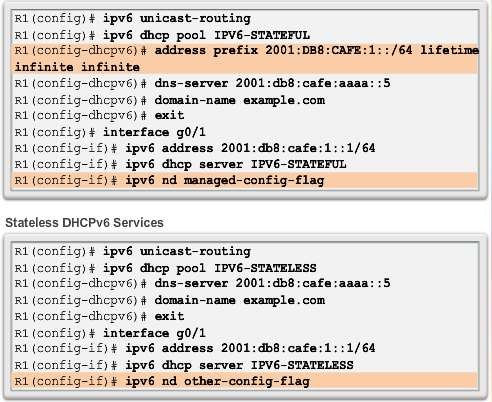 R1(config)# ipv6 unicast-routing
R1(config)# ipv6 dhcp pool IPV6-STATEFUL
R1(config-dhcpv6)# address prefix 2001:DB8:CAFE:1::/64 lifetime
infinite infinite
R1(config-dhcpv6)# dns-server 2001:db8:cafe:aaaa::5
R1(config-dhcpv6)# domain-name example.com
R1(config-dhcpv6)# exit
R1(config)# interface g0/1
R1(config-if)# ipv6 address 2001:db8:cafe:1::1/64
R1(config-if)# ipv6 dhcp server IPV6-STATEFUL
R1(config-if)# ipv6 nd managed-config-flag
Stateless DHCPv6 Services
R1(config)# ipv6 unicast-routing
R1(config)# ipv6 dhcp pool IPV6-STATELESS
R1(config-dhcpv6)# dns-server 2001:db8:cafe:aaaa::5
R1(config-dhcpv6)# domain-name example.com
R1(config-dhcpv6)# exit
R1(config)# interface g0/1
R1(config-if)# ipv6 address 2001:db8:cafe:1::1/64
R1(config-if)# ipv6 dhcp server IPV6-STATELESS
R1(config-if)# ipv6 nd other-config-flag